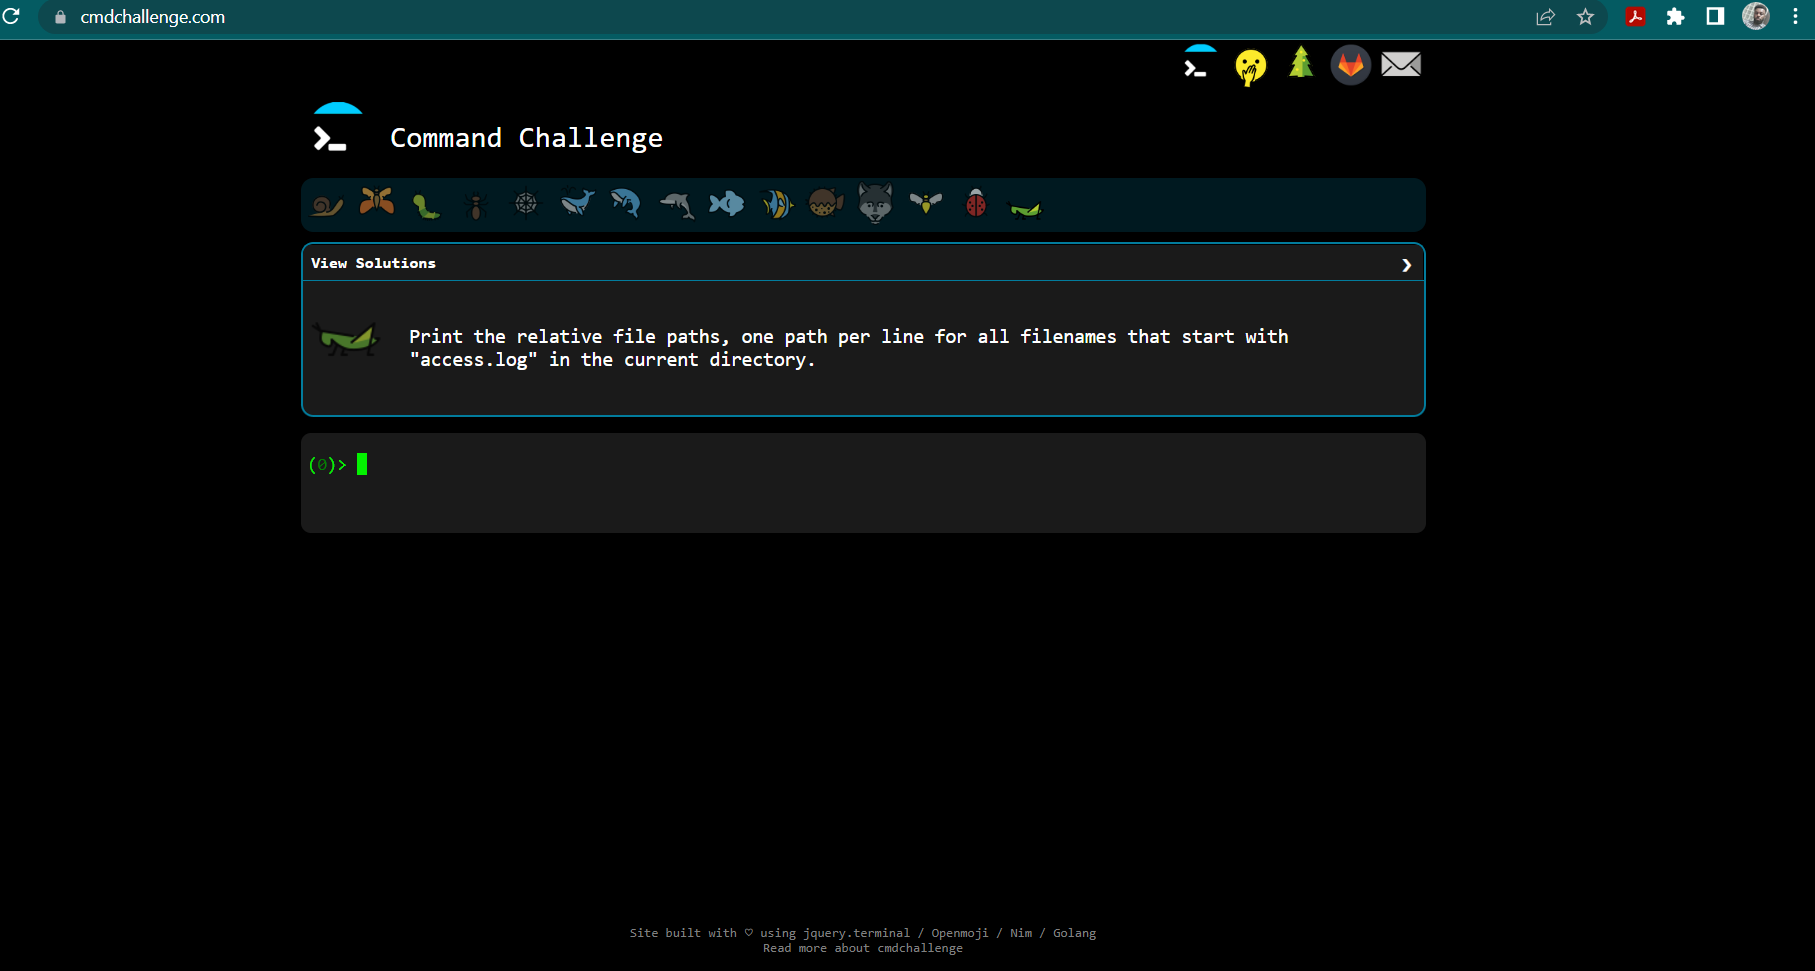 cmdchallenge.com
Command Challenge
View Solutions
Print the relative file paths, one path per line for all filenames that start with
"access.log" in the current directory.
(0)>
Site built with ♡ using jquery.terminal / Openmoji / Nim / Golang
Read more about cmdchallenge